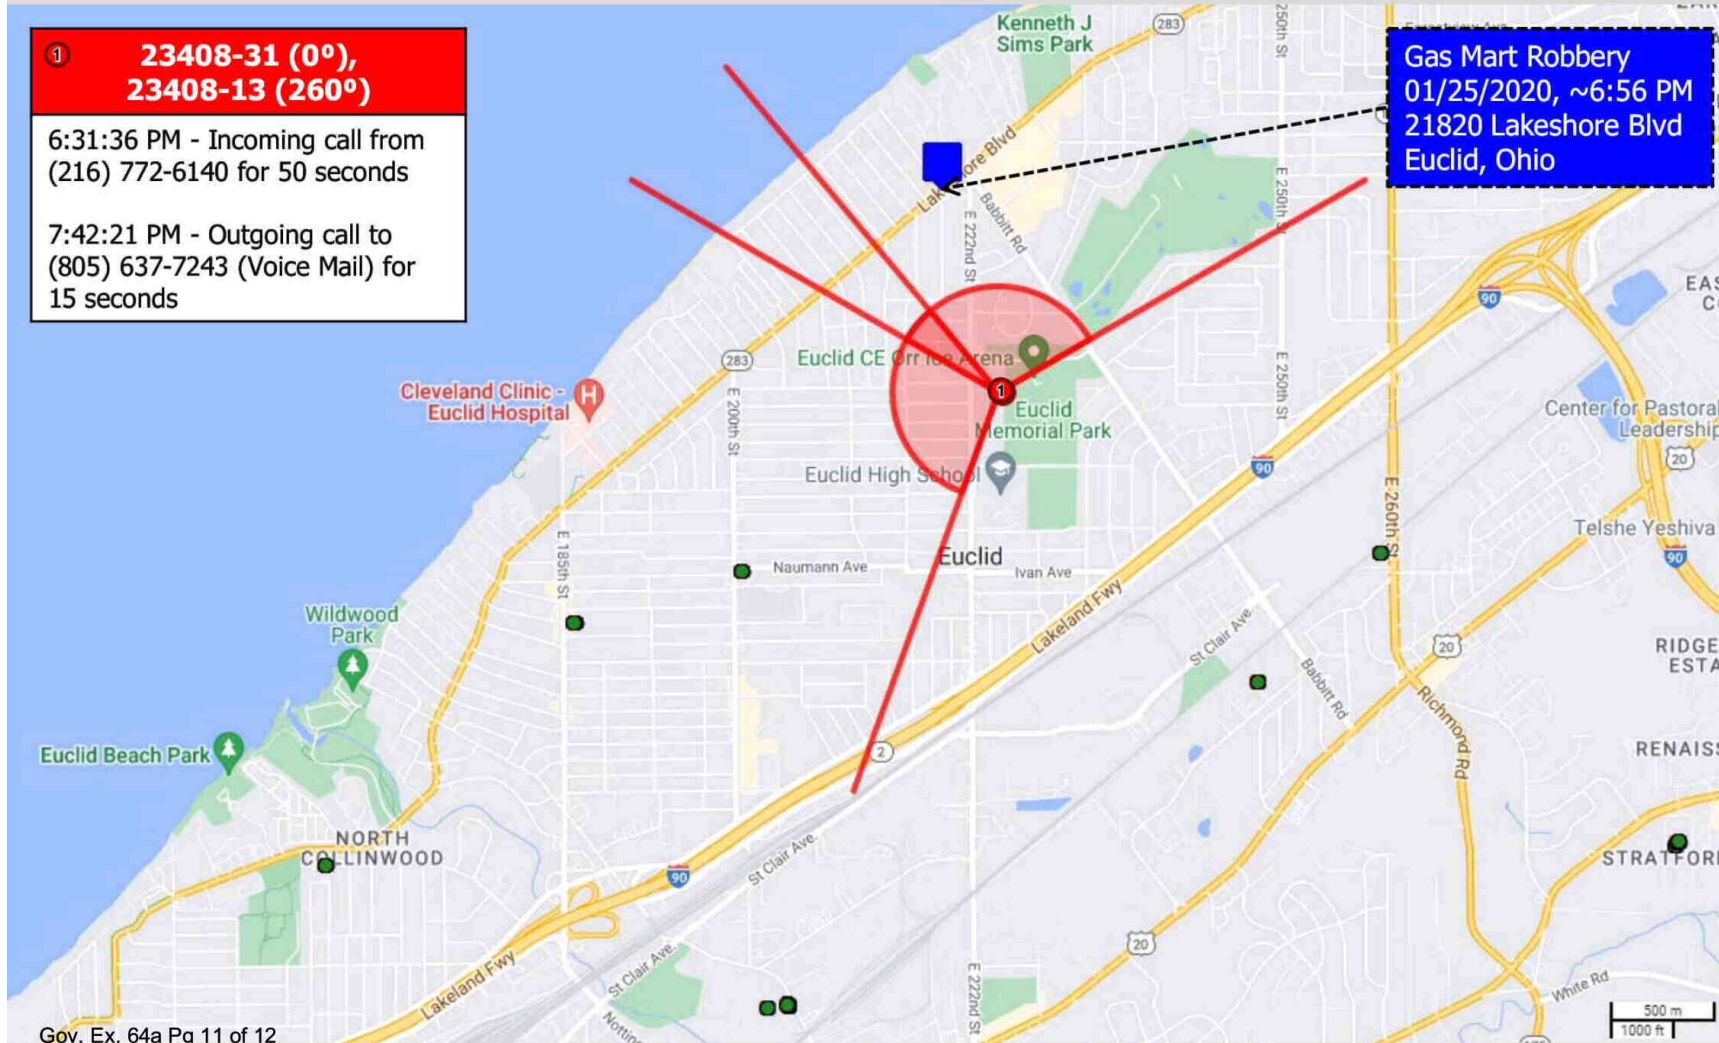 1
23408-31 (0º),
23408-13 (260º)
6:31:36 PM - Incoming call from
(216) 772-6140 for 50 seconds
7:42:21 PM - Outgoing call to
(805) 637-7243 (Voice Mail) for
15 seconds
Gas Mart Robbery
01/25/2020, ~6:56 PM
21820 Lakeshore Blvd
Euclid, Ohio
Kenneth J
Sims Park
283
250th St
Babbitt Rd
E 222nd St
E 250th St
90
Euclid CE Orr Ice Arena
283
E 200th St
E 250th St
1
Cleveland Clinic -
Euclid Hospital
H
Euclid
Memorial Park
Center for Pastoral
Leadership
20
Euclid High School
90
E 260th St
Telshe Yeshiva
90
E 185th St
Naumann Ave
Euclid
Ivan Ave
Lakeland Fwy
St Clair Ave
Wildwood
Park
20
RIDGE
ESTA
Babbitt Rd
Richmond Rd
Euclid Beach Park
2
RENAISS
NORTH
COLLINWOOD
St Clair Ave
STRATFOR
90
20
Lakeland Fwy
St Clair Ave
E 222nd St
White Rd
500 m
1000 ft
Gov. Ex. 64a Pg 11 of 12